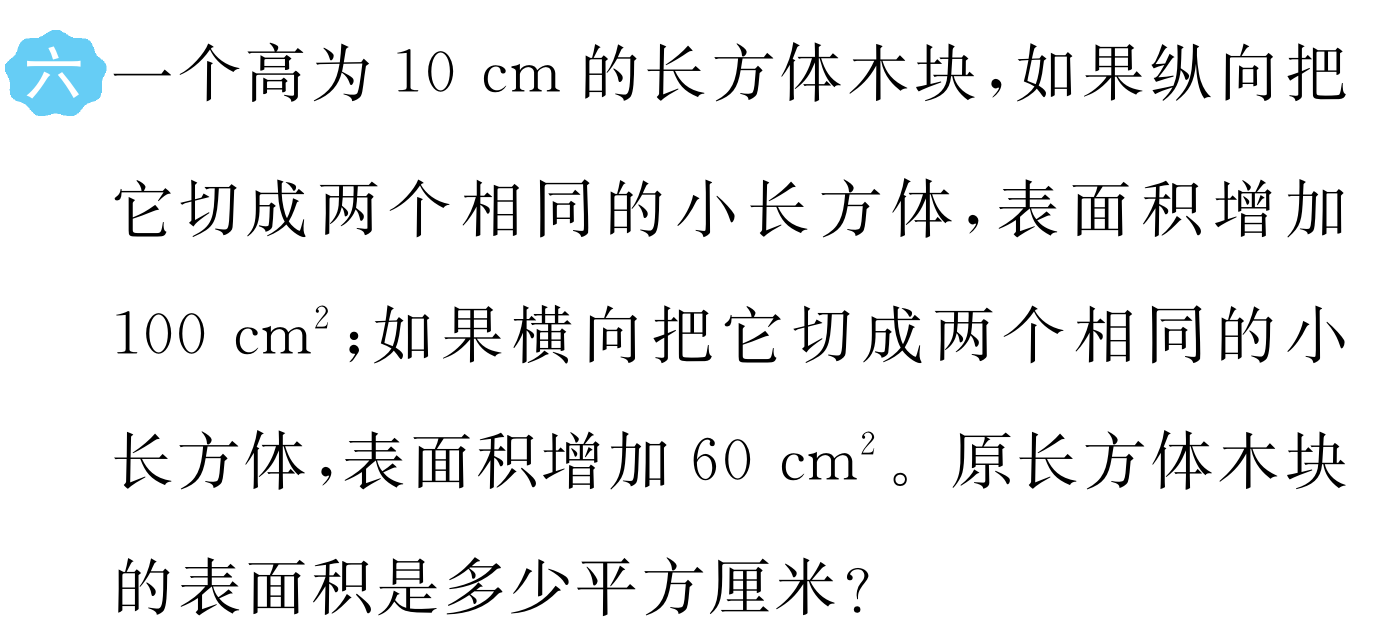 六 一个高为 10 cm 的长方体木块,如果纵向把
它切成两个相同的小长方体,表面积增加
100 cm²;如果横向把它切成两个相同的小
长方体,表面积增加 60 cm²。原长方体木块
的表面积是多少平方厘米?